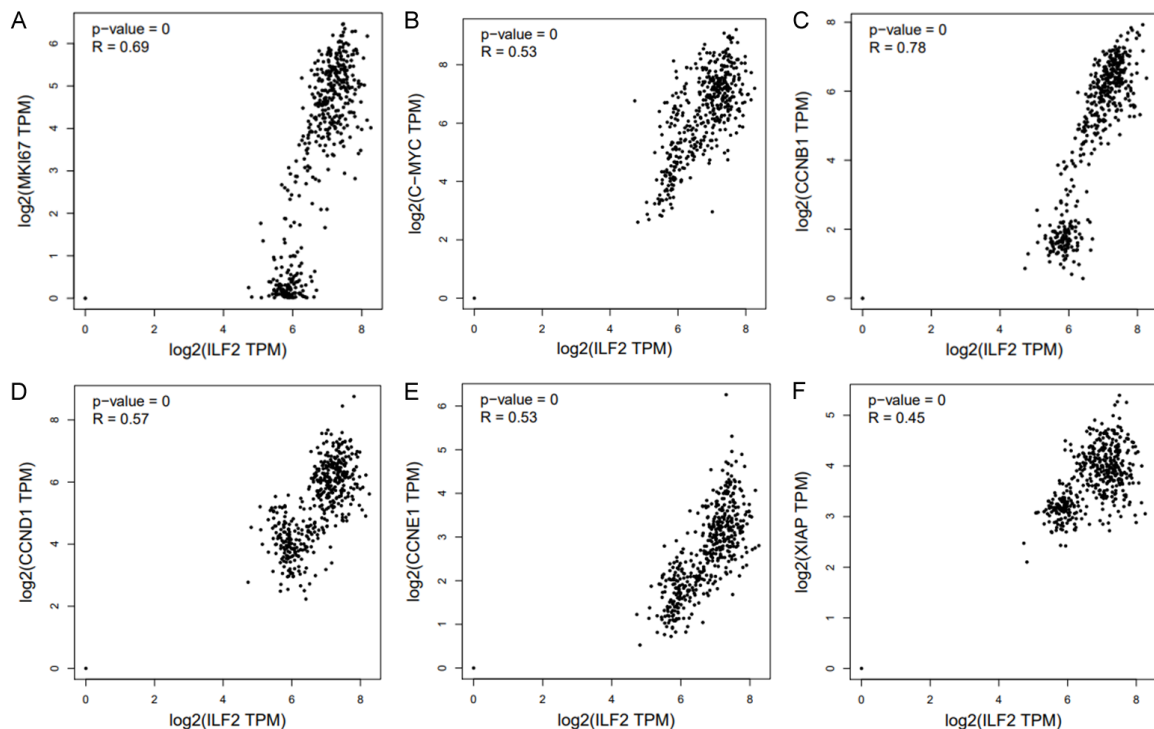 A
p-value = 0
R = 0.69
log2(MKI67 TPM)
0 1 2 3 4 5 6
0 2 4 6 8
log2(ILF2 TPM)
B
p-value = 0
R = 0.53
log2(C-MYC TPM)
0 2 4 6 8
0 2 4 6 8
log2(ILF2 TPM)
C
p-value = 0
R = 0.78
log2(CCNB1 TPM)
0 2 4 6 8
0 2 4 6 8
log2(ILF2 TPM)
D
p-value = 0
R = 0.57
log2(CCND1 TPM)
0 2 4 6 8
0 2 4 6 8
log2(ILF2 TPM)
E
p-value = 0
R = 0.53
log2(CCNE1 TPM)
0 1 2 3 4 5 6
0 2 4 6 8
log2(ILF2 TPM)
F
p-value = 0
R = 0.45
log2(XIAP TPM)
0 1 2 3 4 5
0 2 4 6 8
log2(ILF2 TPM)